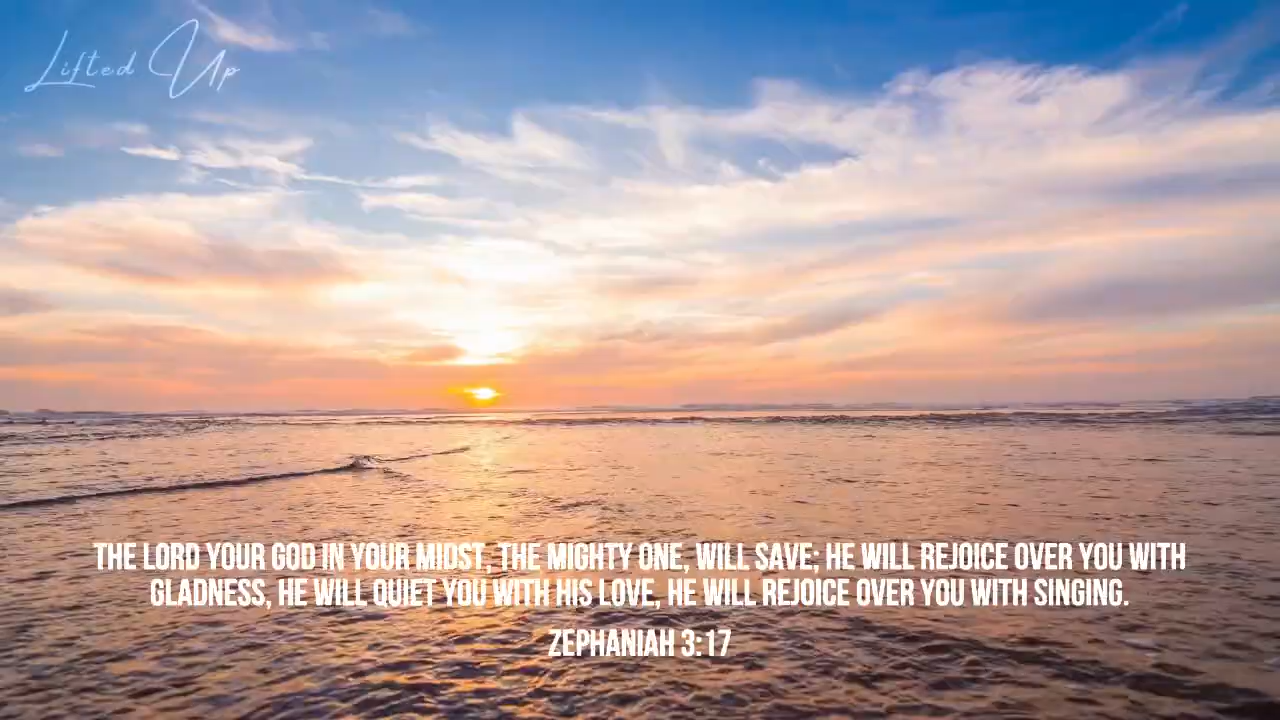 Lifted Up
THE LORD YOUR GOD IN YOUR MIDST, THE MIGHTY ONE, WILL SAVE; HE WILL REJOICE OVER YOU WITH
GLADNESS, HE WILL QUIET YOU WITH HIS LOVE, HE WILL REJOICE OVER YOU WITH SINGING.
ZEPHANIAH 3:17